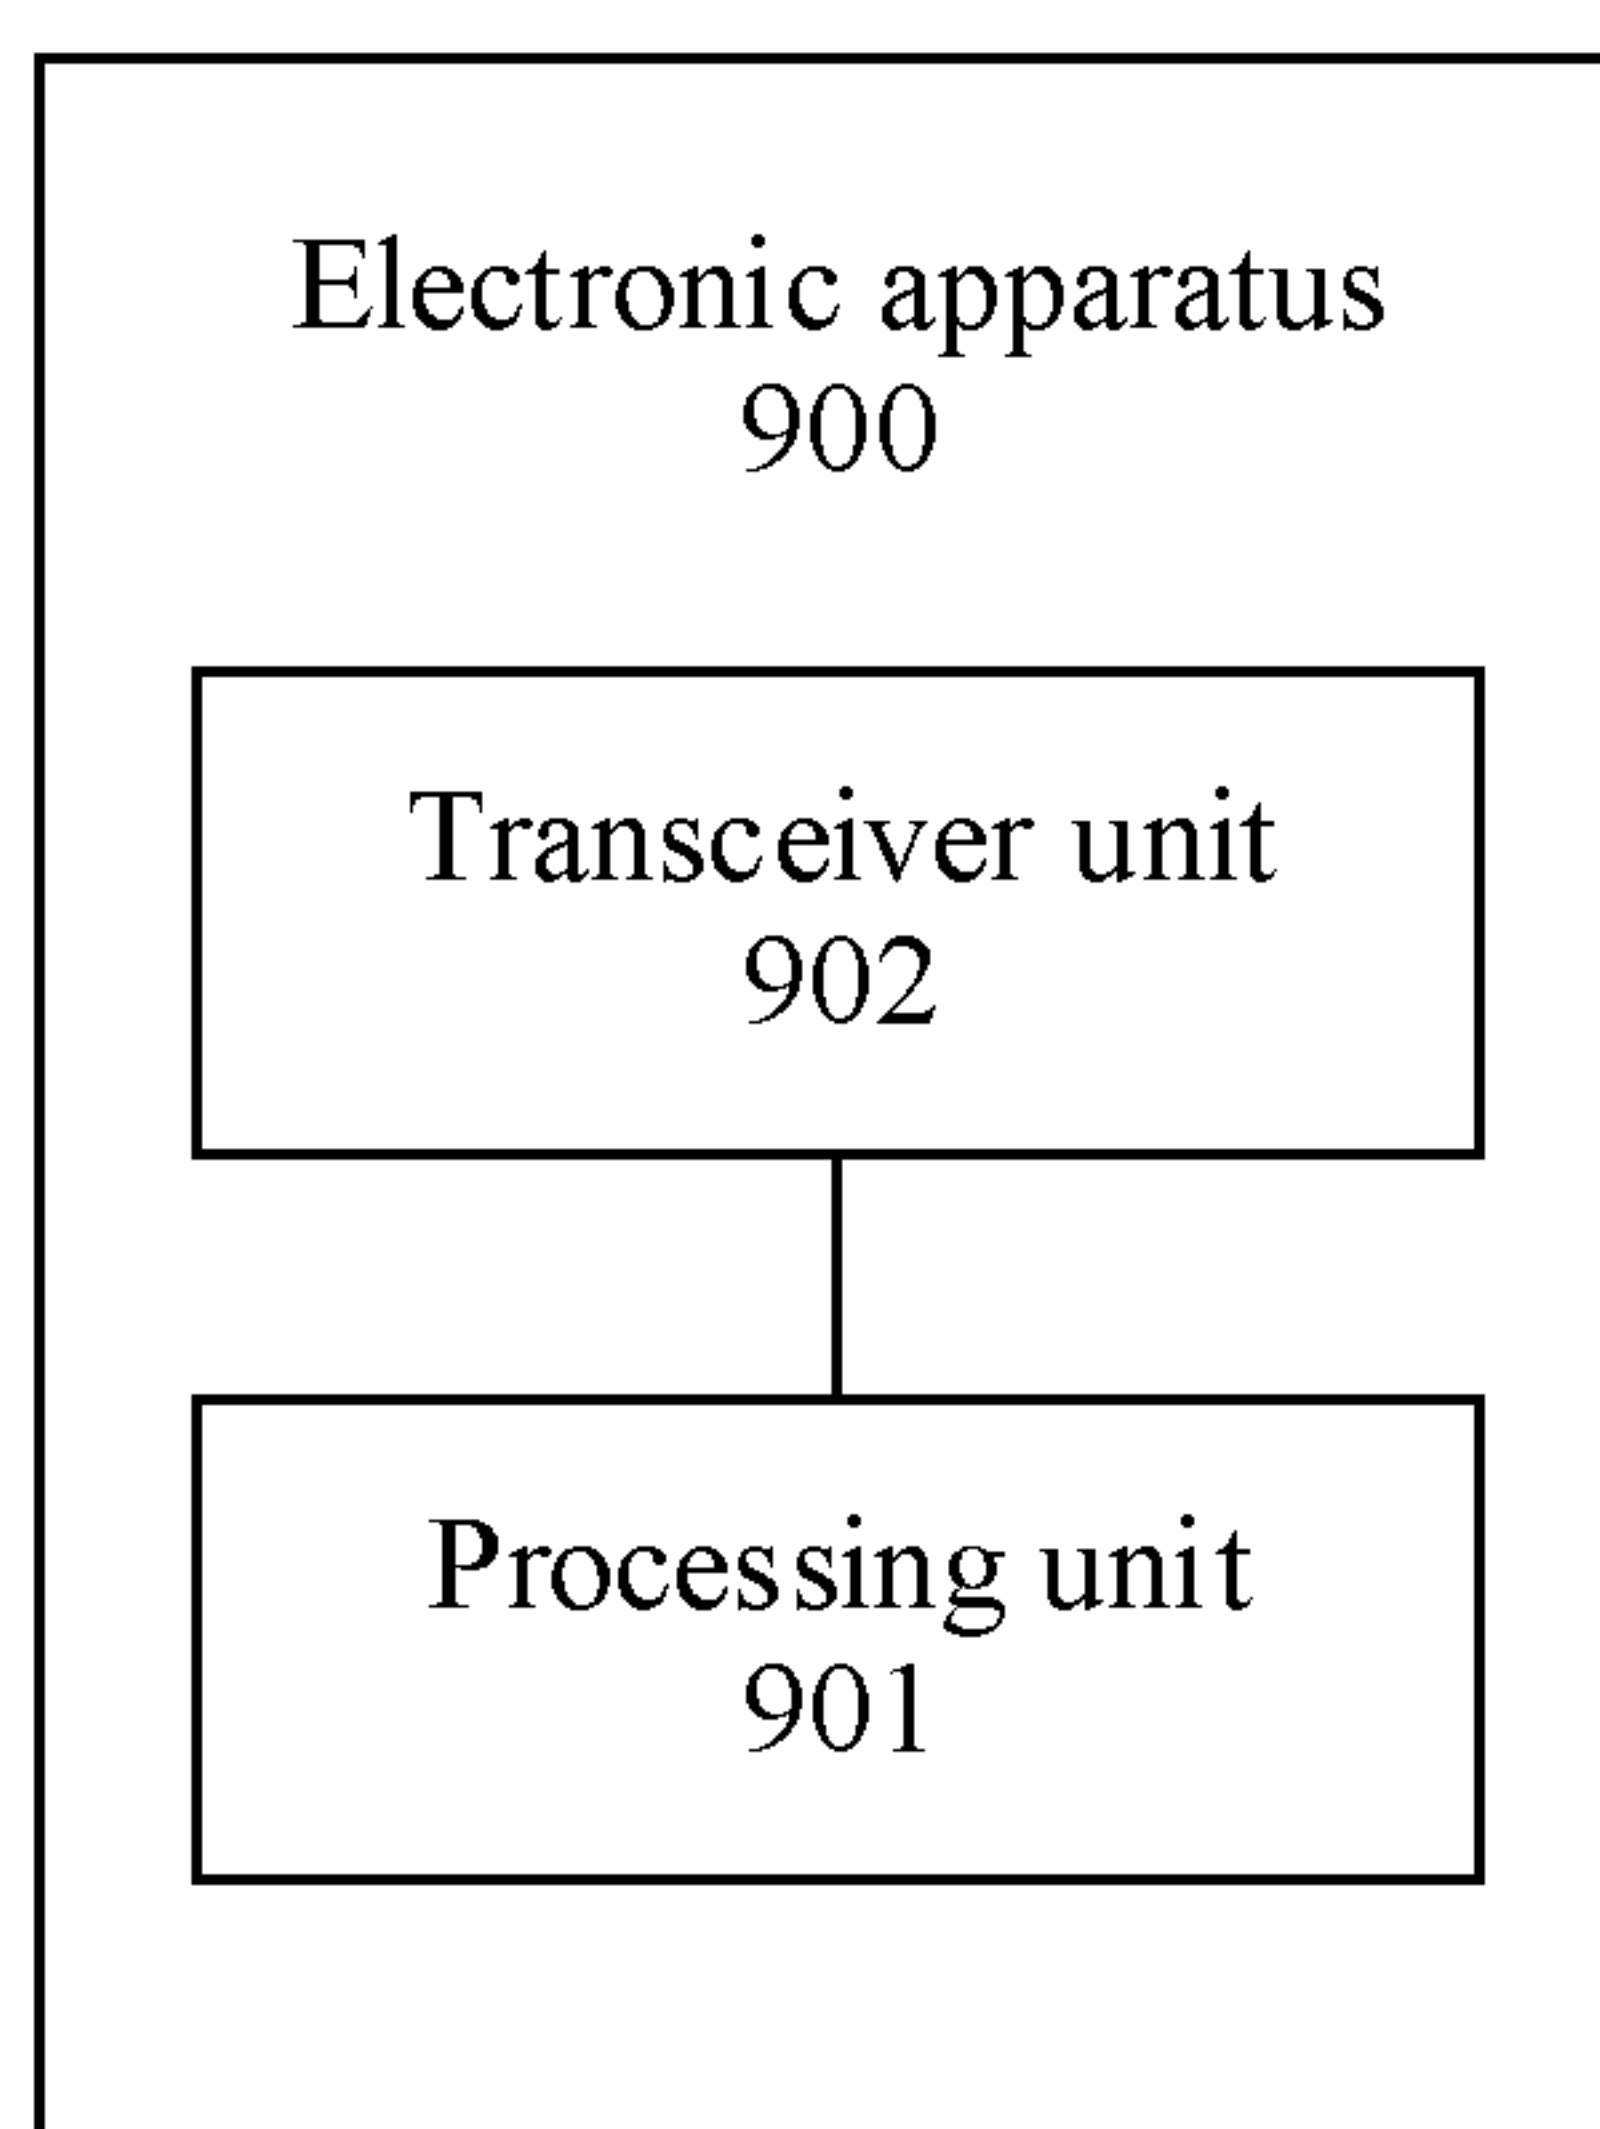 Electronic apparatus
900
Transceiver unit
902
Processing unit
901